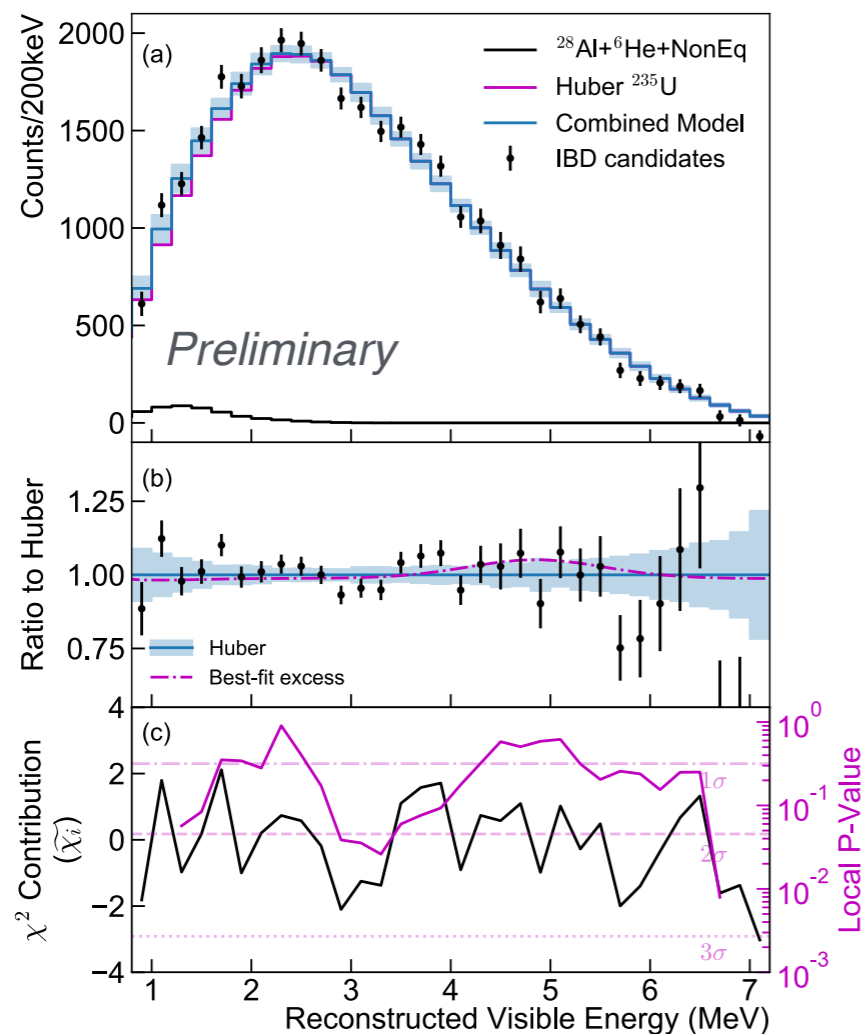 (a)
Counts/200keV
2000
1500
1000
500
0
²⁸Al+⁶He+NonEq
Huber ²³⁵U
Combined Model
IBD candidates
Preliminary
(b)
Ratio to Huber
1.25
1.00
0.75
Huber
Best-fit excess
(c)
χ² Contribution
(χ̃ᵢ)
4
2
0
−2
−4
1σ
2σ
3σ
10⁰
10⁻¹
10⁻²
10⁻³
Local P-Value
1 2 3 4 5 6 7
Reconstructed Visible Energy (MeV)